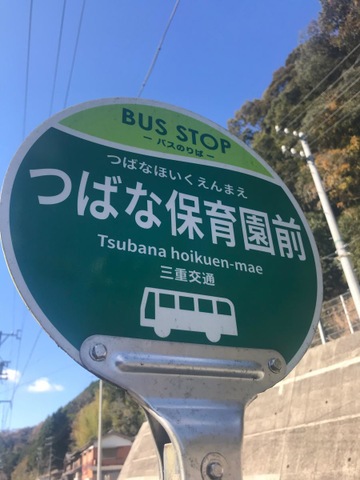 BUS STOP
ーバスのりばー
つばなほいくえんまえ
つばな保育園前
Tsubana hoikuen-mae
三重交通